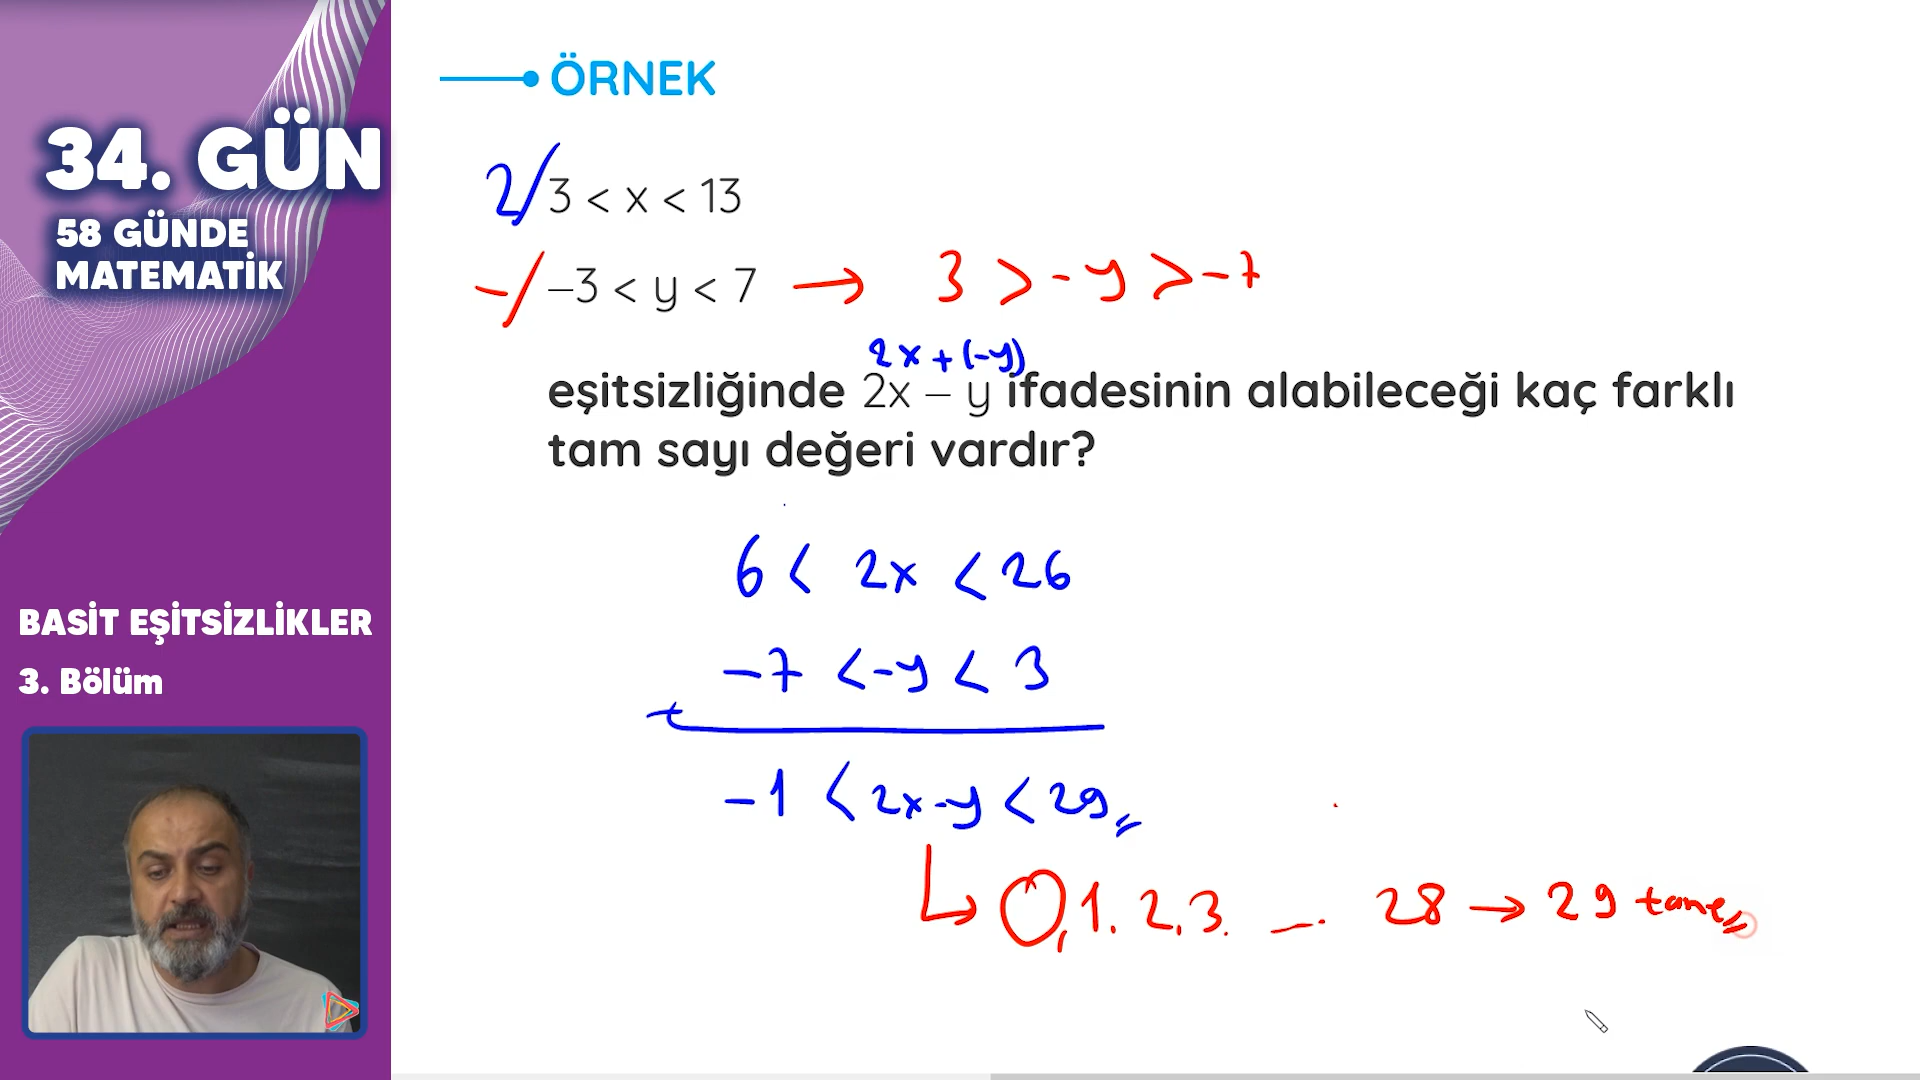 34. GÜN
58 GÜNDE
MATEMATİK
BASİT EŞİTSİZLİKLER
3. Bölüm
ÖRNEK
2/ 3 < x < 13
-/ –3 < y < 7 → 3 > -y > -7
2x + (-y)
eşitsizliğinde 2x – y ifadesinin alabileceği kaç farklı
tam sayı değeri vardır?
6 < 2x < 26
-7 < -y < 3
+
-1 < 2x-y < 29
↳ 0, 1. 2, 3. ... 28 → 29 tane